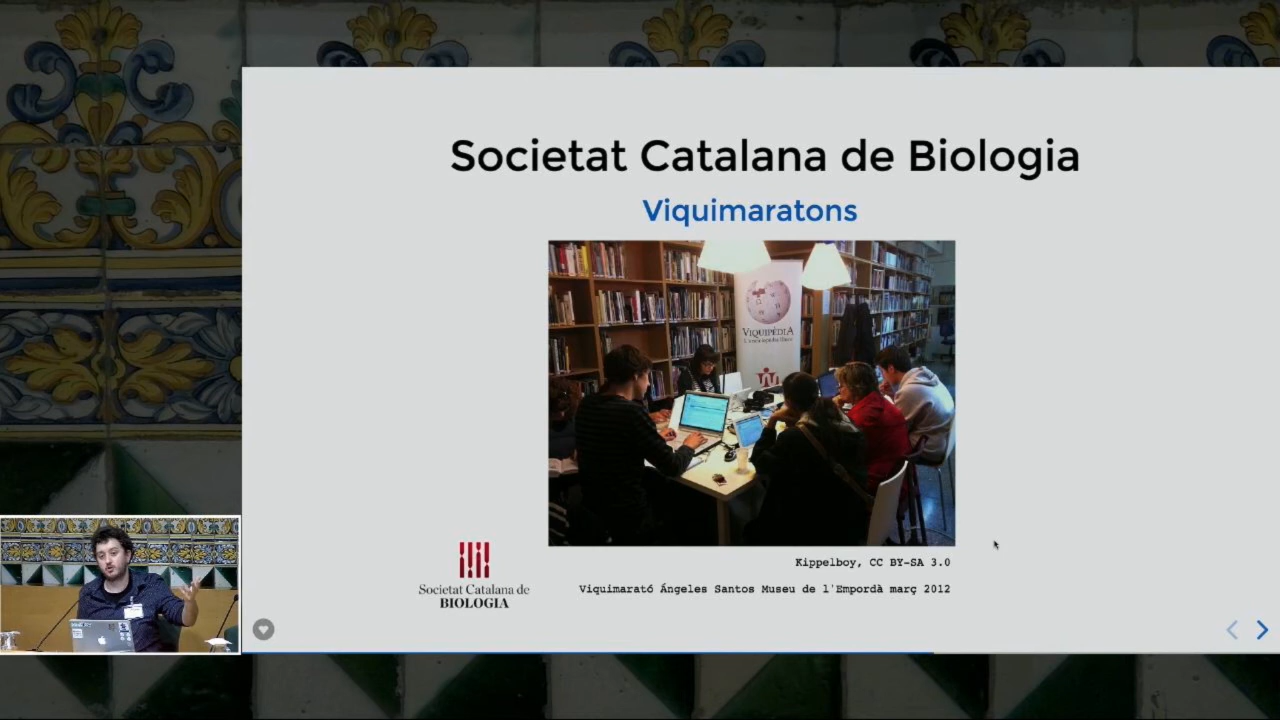 Societat Catalana de Biologia
Viquimaratons
VIQUIPÈDIA
Kippelboy, CC BY-SA 3.0
Viquimarató Ángeles Santos Museu de l'Empordà març 2012
Societat Catalana de
BIOLOGIA